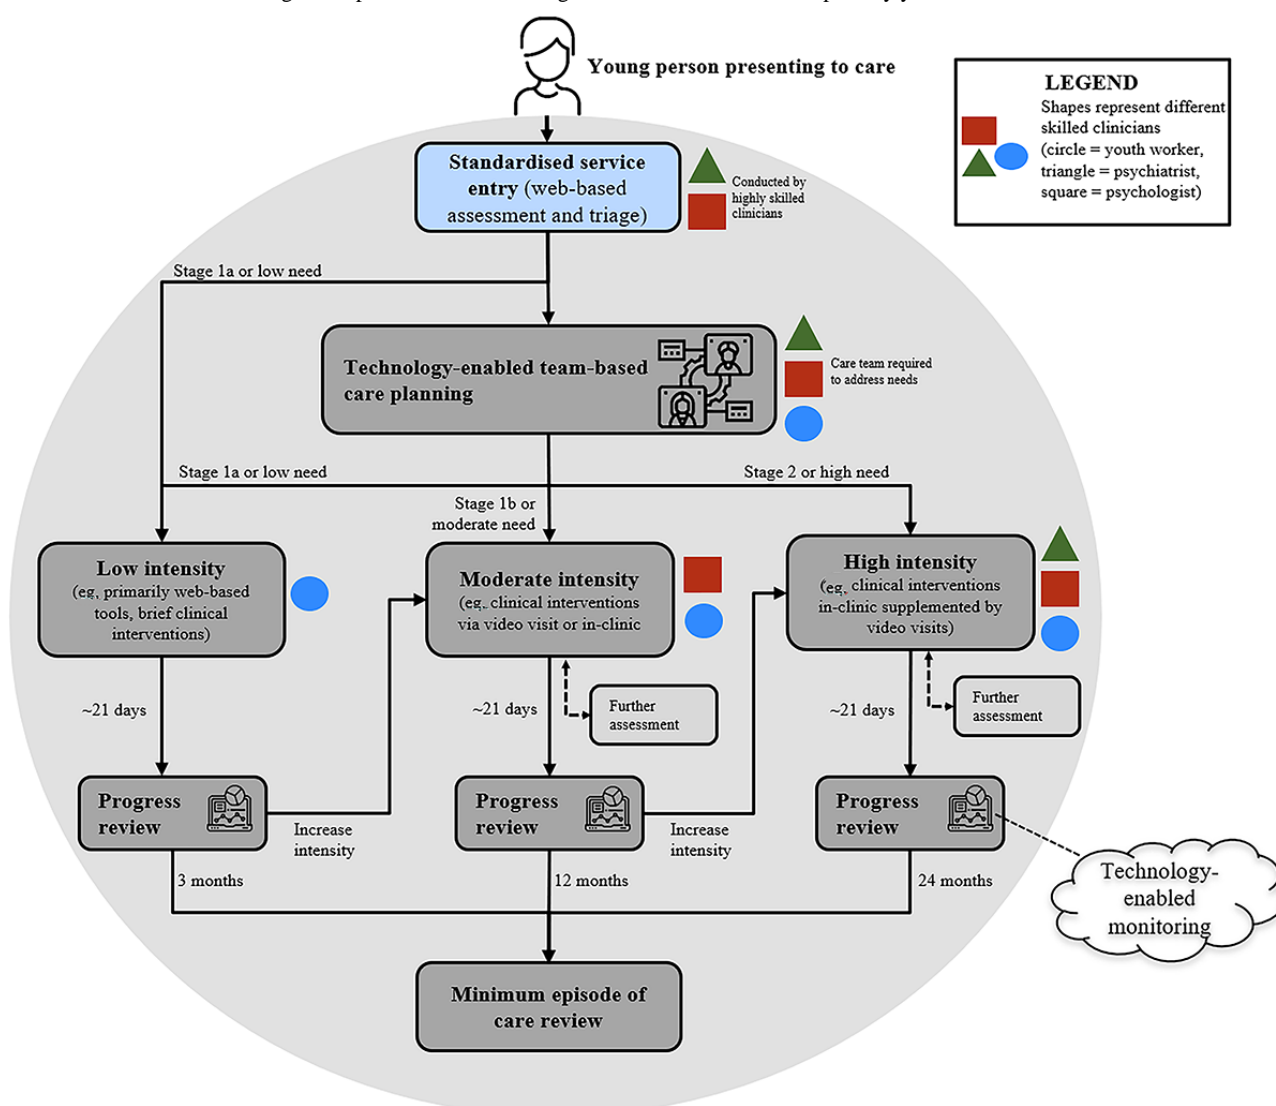 Young person presenting to care
LEGEND
Shapes represent different
skilled clinicians
(circle = youth worker,
triangle = psychiatrist,
square = psychologist)
Standardised service
entry (web-based
assessment and triage)
Conducted by
highly skilled
clinicians
Stage 1a or low need
Technology-enabled team-based
care planning
Care team required
to address needs
Stage 1a or low need
Stage 1b or
moderate need
Stage 2 or high need
Low intensity
(eg, primarily web-based
tools, brief clinical
interventions)
Moderate intensity
(eg, clinical interventions
via video visit or in-clinic
High intensity
(eg, clinical interventions
in-clinic supplemented by
video visits)
~21 days
~21 days
Further
assessment
~21 days
Further
assessment
Progress
review
Increase
intensity
Progress
review
Increase
intensity
Progress
review
3 months
12 months
24 months
Technology-
enabled
monitoring
Minimum episode of
care review